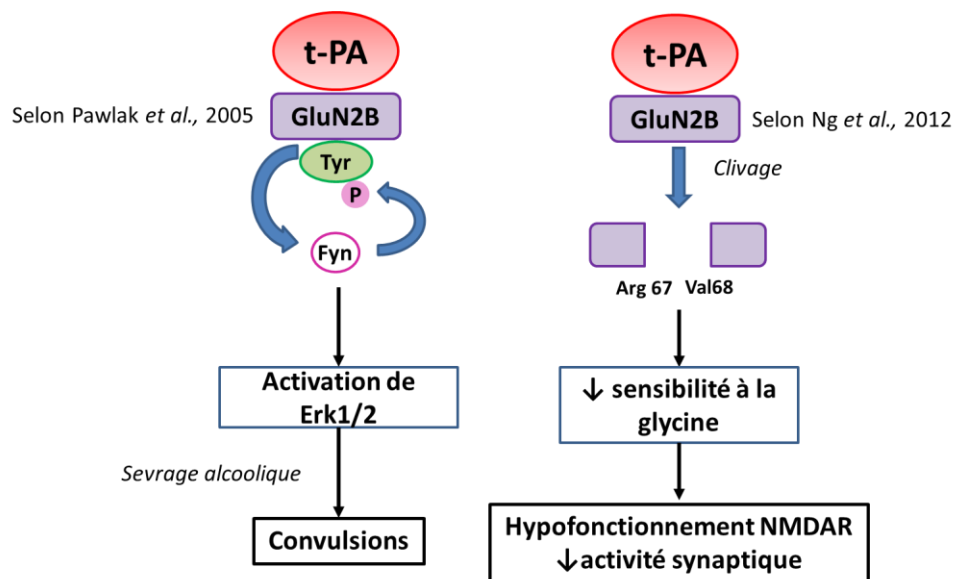 t-PA
GluN2B
Selon Pawlak et al., 2005
Tyr
P
Fyn
Activation de
Erk1/2
Sevrage alcoolique
Convulsions
t-PA
GluN2B
Selon Ng et al., 2012
Clivage
Arg 67 Val68
↓ sensibilité à la
glycine
Hypofonctionnement NMDAR
↓activité synaptique